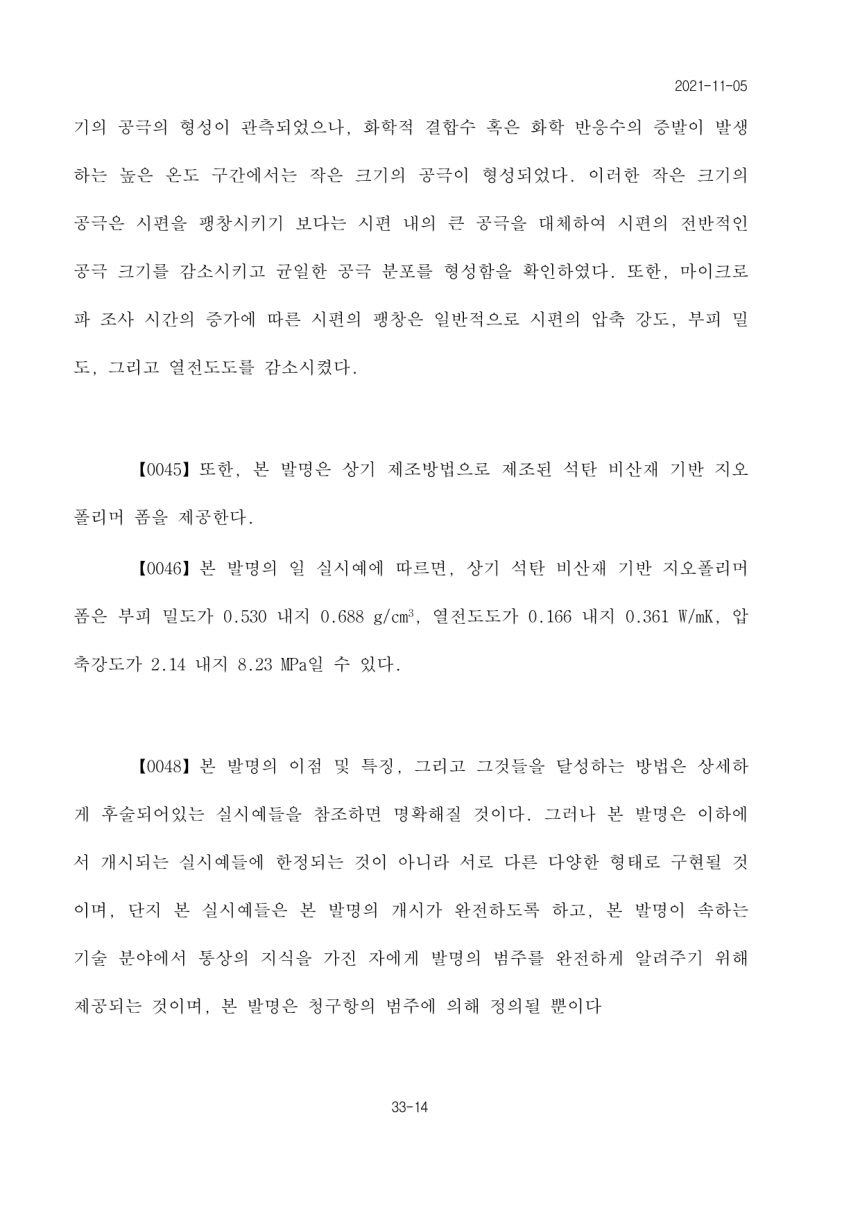 2021-11-05
기의 공극의 형성이 관측되었으나, 화학적 결합수 혹은 화학 반응수의 증발이 발생
하는 높은 온도 구간에서는 작은 크기의 공극이 형성되었다. 이러한 작은 크기의
공극은 시편을 팽창시키기 보다는 시편 내의 큰 공극을 대체하여 시편의 전반적인
공극 크기를 감소시키고 균일한 공극 분포를 형성함을 확인하였다. 또한, 마이크로
파 조사 시간의 증가에 따른 시편의 팽창은 일반적으로 시편의 압축 강도, 부피 밀
도, 그리고 열전도도를 감소시켰다.
【0045】또한, 본 발명은 상기 제조방법으로 제조된 석탄 비산재 기반 지오
폴리머 폼을 제공한다.
【0046】본 발명의 일 실시예에 따르면, 상기 석탄 비산재 기반 지오폴리머
폼은 부피 밀도가 0.530 내지 0.688 g/cm³, 열전도도가 0.166 내지 0.361 W/mK, 압
축강도가 2.14 내지 8.23 MPa일 수 있다.
【0048】본 발명의 이점 및 특징, 그리고 그것들을 달성하는 방법은 상세하
게 후술되어있는 실시예들을 참조하면 명확해질 것이다. 그러나 본 발명은 이하에
서 개시되는 실시예들에 한정되는 것이 아니라 서로 다른 다양한 형태로 구현될 것
이며, 단지 본 실시예들은 본 발명의 개시가 완전하도록 하고, 본 발명이 속하는
기술 분야에서 통상의 지식을 가진 자에게 발명의 범주를 완전하게 알려주기 위해
제공되는 것이며, 본 발명은 청구항의 범주에 의해 정의될 뿐이다
33-14